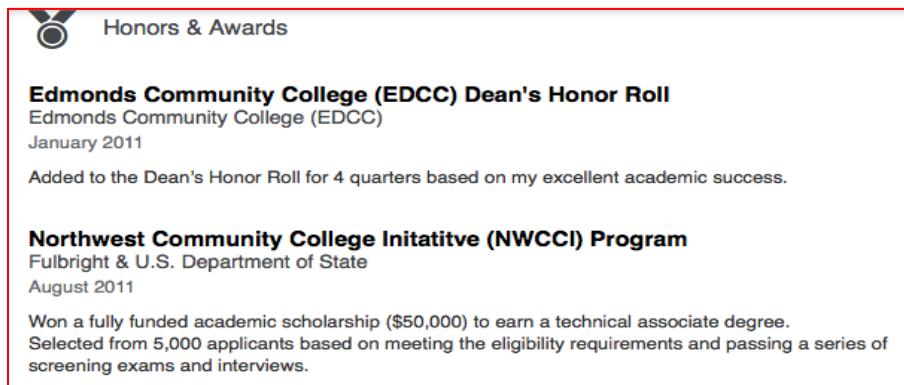 Honors & Awards
Edmonds Community College (EDCC) Dean's Honor Roll
Edmonds Community College (EDCC)
January 2011
Added to the Dean’s Honor Roll for 4 quarters based on my excellent academic success.
Northwest Community College Initatitve (NWCCI) Program
Fulbright & U.S. Department of State
August 2011
Won a fully funded academic scholarship ($50,000) to earn a technical associate degree.
Selected from 5,000 applicants based on meeting the eligibility requirements and passing a series of
screening exams and interviews.